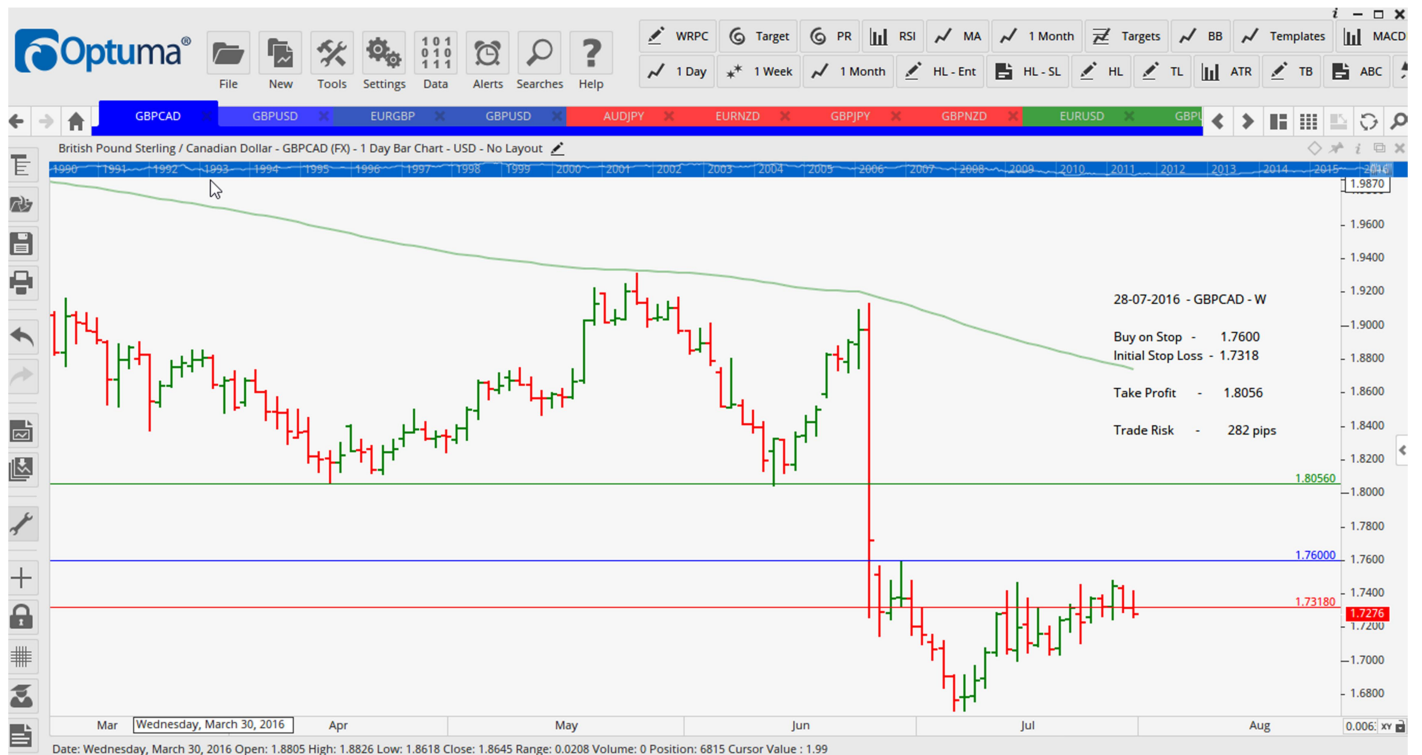 Optuma®
File New Tools Settings Data Alerts Searches Help
101
010
111
WRPC Target PR RSI MA 1 Month Targets BB Templates MACD
1 Day 1 Week 1 Month HL - Ent HL - SL HL TL ATR TB ABC
GBPCAD GBPUSD EURGBP GBPUSD AUDJPY EURNZD GBPJPY GBPNZD EURUSD
British Pound Sterling / Canadian Dollar - GBPCAD (FX) - 1 Day Bar Chart - USD - No Layout
1990 1991 1992 1993 1994 1995 1996 1997 1998 1999 2000 2001 2002 2003 2004 2005 2006 2007 2008 2009 2010 2011 2012 2013 2014 2015 2016
1.9870
1.9600
1.9400
1.9200
28-07-2016 - GBPCAD - W
1.9000
Buy on Stop - 1.7600
Initial Stop Loss - 1.7318
1.8800
1.8600
Take Profit - 1.8056
1.8400
Trade Risk - 282 pips
1.8200
1.80560
1.8000
1.7800
1.76000
1.7600
1.7400
1.73180
1.7276
1.7200
1.7000
1.6800
Mar Wednesday, March 30, 2016 Apr May Jun Jul Aug XY
Date: Wednesday, March 30, 2016 Open: 1.8805 High: 1.8826 Low: 1.8618 Close: 1.8645 Range: 0.0208 Volume: 0 Position: 6815 Cursor Value : 1.99